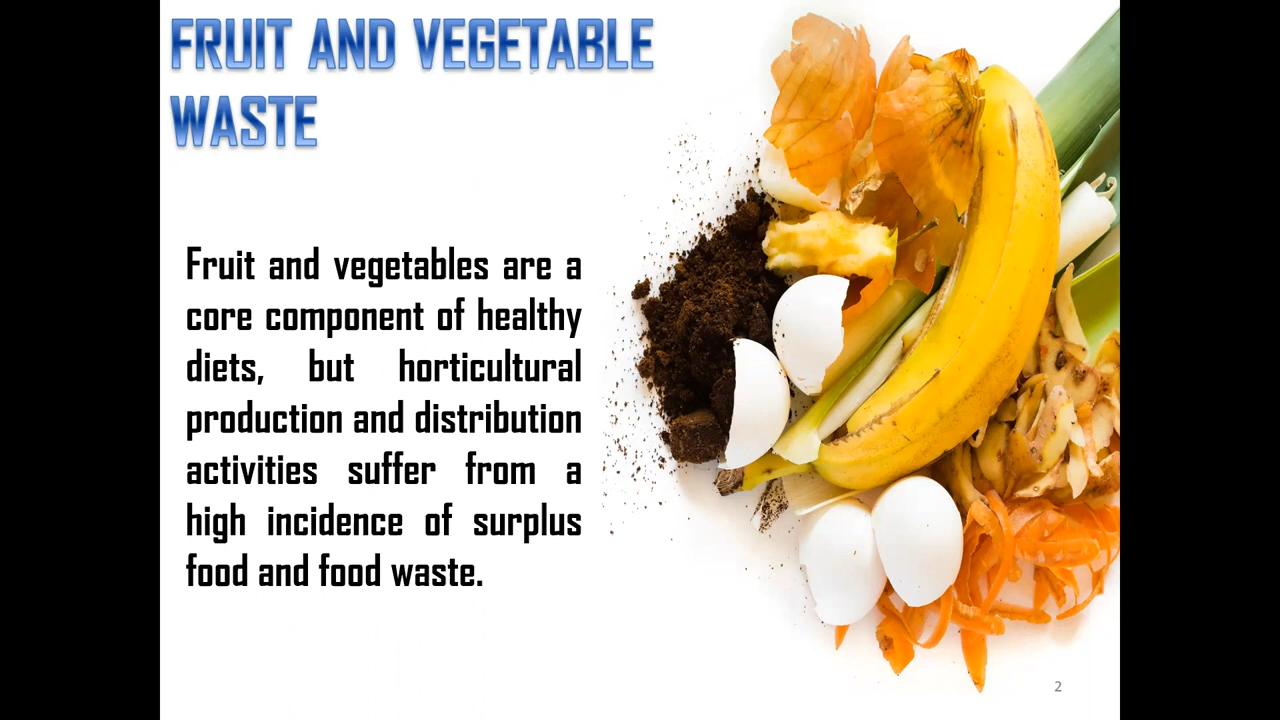 FRUIT AND VEGETABLE
WASTE
Fruit and vegetables are a
core component of healthy
diets, but horticultural
production and distribution
activities suffer from a
high incidence of surplus
food and food waste.
2